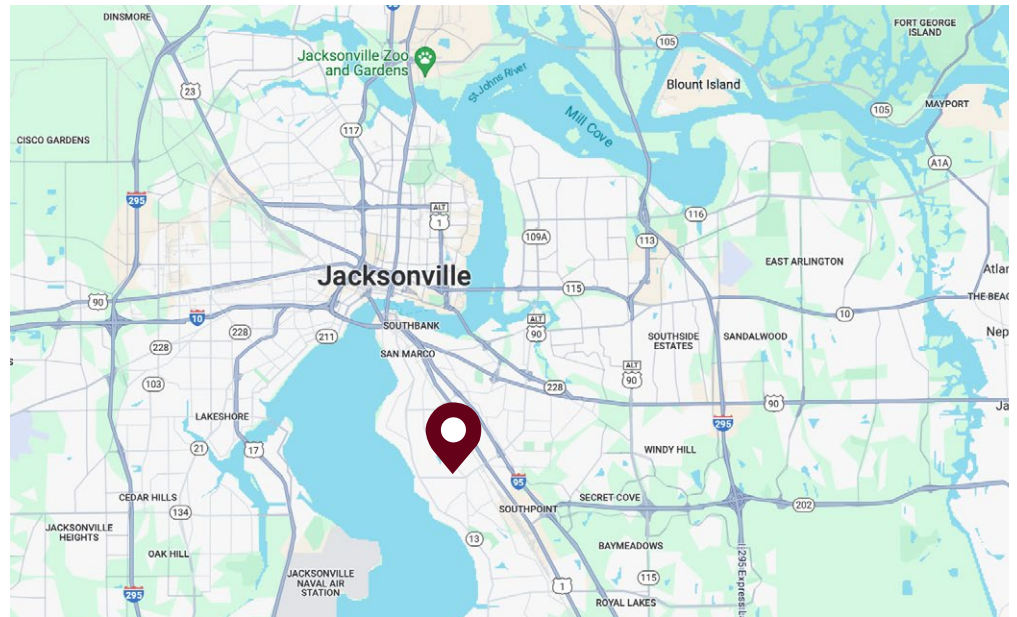 DINSMORE
FORT GEORGE
ISLAND
105
Jacksonville Zoo
and Gardens
St Johns River
Blount Island
23
105
MAYPORT
117
Mill Cove
CISCO GARDENS
A1A
295
ALT
1
116
109A
113
EAST ARLINGTON
Jacksonville
Atla
115
90
THE BEAC
10
10
SOUTHBANK
ALT
90
228
211
SOUTHSIDE
ESTATES
SANDALWOOD
Nep
228
SAN MARCO
s
103
ALT
90
228
90
Ja
LAKESHORE
295
21
17
WINDY HILL
95
CEDAR HILLS
SECRET COVE
134
SOUTHPOINT
202
JACKSONVILLE
HEIGHTS
13
BAYMEADOWS
OAK HILL
JACKSONVILLE
NAVAL AIR
STATION
115
I 295 Express La
1
295
ROYAL LAKES